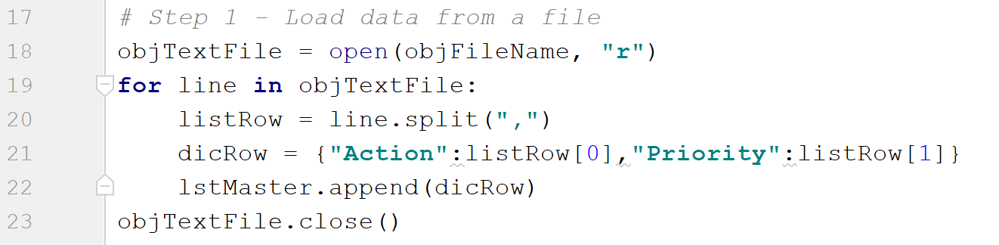 17 # Step 1 - Load data from a file
18 objTextFile = open(objFileName, "r")
19 for line in objTextFile:
20     listRow = line.split(",")
21     dicRow = {"Action":listRow[0],"Priority":listRow[1]}
22     lstMaster.append(dicRow)
23 objTextFile.close()